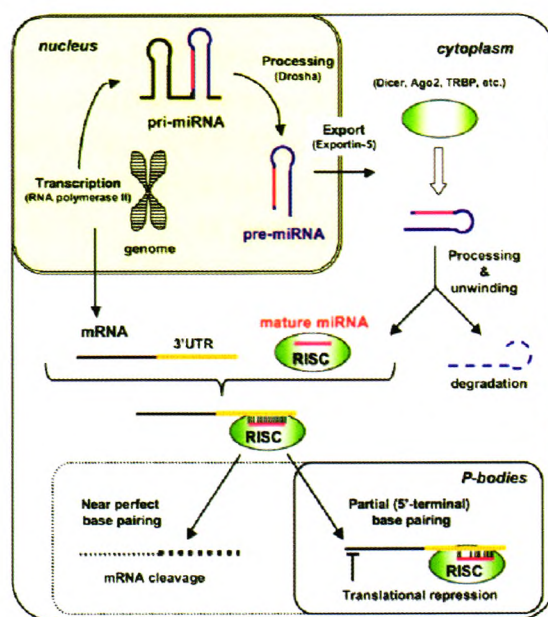 nucleus
cytoplasm
Processing
(Drosha)
(Dicer, Ago2, TRBP, etc.)
pri-miRNA
Export
(Exportin-5)
Transcription
(RNA polymerase II)
genome
pre-miRNA
Processing
&
unwinding
mRNA
3'UTR
mature miRNA
RISC
degradation
RISC
P-bodies
Near perfect
base pairing
Partial (5'-terminal)
base pairing
mRNA cleavage
RISC
Translational repression